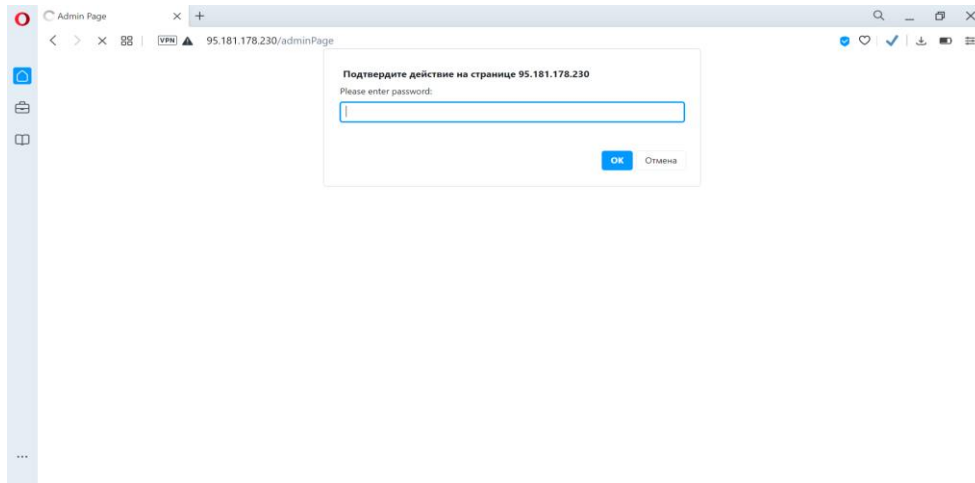 Admin Page
VPN 95.181.178.230/adminPage
Подтвердите действие на странице 95.181.178.230
Please enter password:
OK Отмена